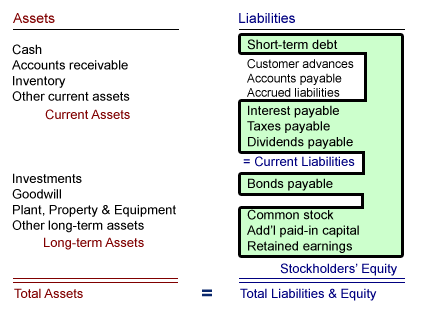 Assets
Cash
Accounts receivable
Inventory
Other current assets
Current Assets
Investments
Goodwill
Plant, Property & Equipment
Other long-term assets
Long-term Assets
Total Assets
=
Liabilities
Short-term debt
Customer advances
Accounts payable
Accrued liabilities
Interest payable
Taxes payable
Dividends payable
= Current Liabilities
Bonds payable
Common stock
Add'l paid-in capital
Retained earnings
Stockholders' Equity
Total Liabilities & Equity